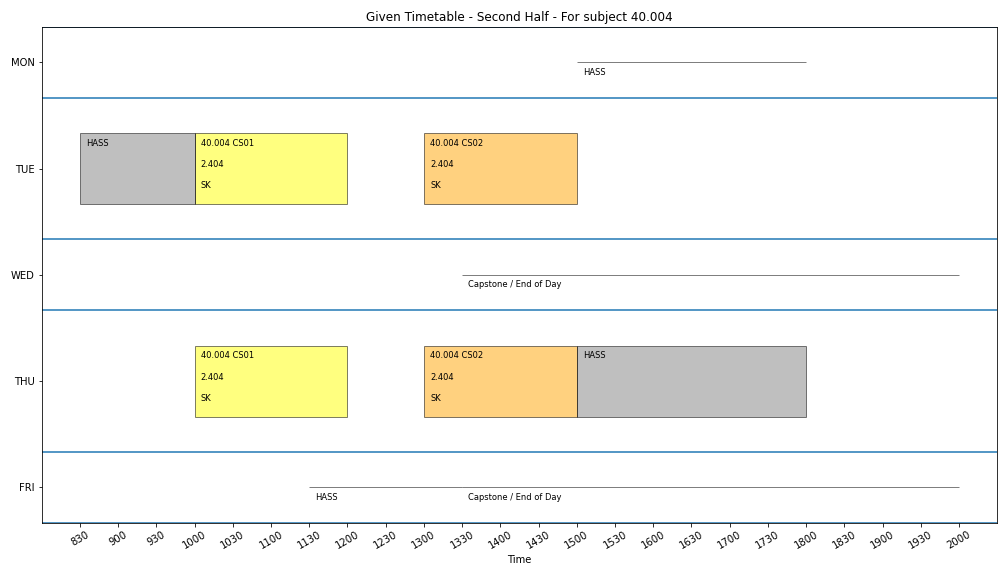 Given Timetable - Second Half - For subject 40.004
MON
HASS
TUE
HASS
40.004 CS01
2.404
SK
40.004 CS02
2.404
SK
WED
Capstone / End of Day
THU
40.004 CS01
2.404
SK
40.004 CS02
2.404
SK
HASS
FRI
HASS
Capstone / End of Day
830 900 930 1000 1030 1100 1130 1200 1230 1300 1330 1400 1430 1500 1600 1630 1700 1730 1800 1830 1900 1930 2000
Time